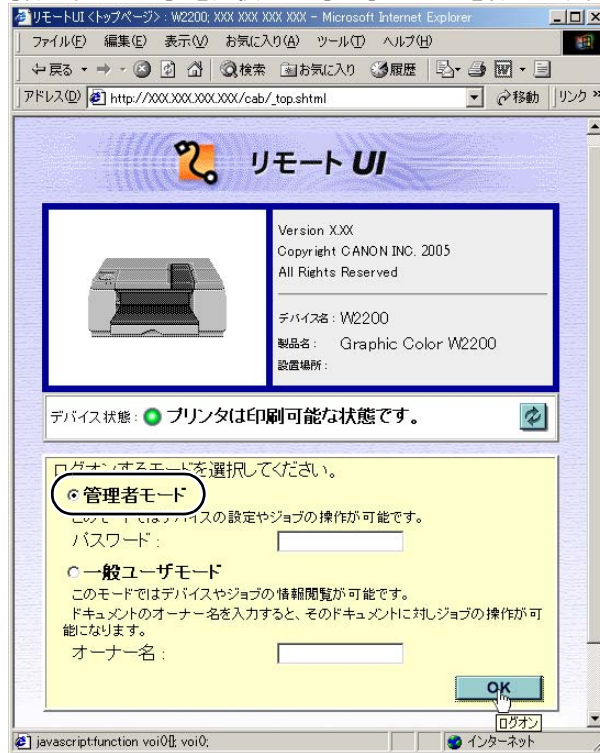 リモートUI <トップページ> : W2200; XXX XXX XXX XXX - Microsoft Internet Explorer
ファイル(F) 編集(E) 表示(V) お気に入り(A) ツール(T) ヘルプ(H)
戻る 検索 お気に入り 履歴
アドレス(D) http://XXX.XXX.XXX.XXX/cab/_top.shtml 移動 リンク »
リモート UI
Version X.XX
Copyright CANON INC. 2005
All Rights Reserved
デバイス名 : W2200
製品名 : Graphic Color W2200
設置場所 :
デバイス状態 : プリンタは印刷可能な状態です。
ログオンするモードを選択してください。
管理者モード
このモードではデバイスの設定やジョブの操作が可能です。
パスワード :
一般ユーザモード
このモードではデバイスやジョブの情報閲覧が可能です。
ドキュメントのオーナー名を入力すると、そのドキュメントに対しジョブの操作が可
能になります。
オーナー名 :
OK
ログオン
javascript:function voi0{}; voi0; インターネット